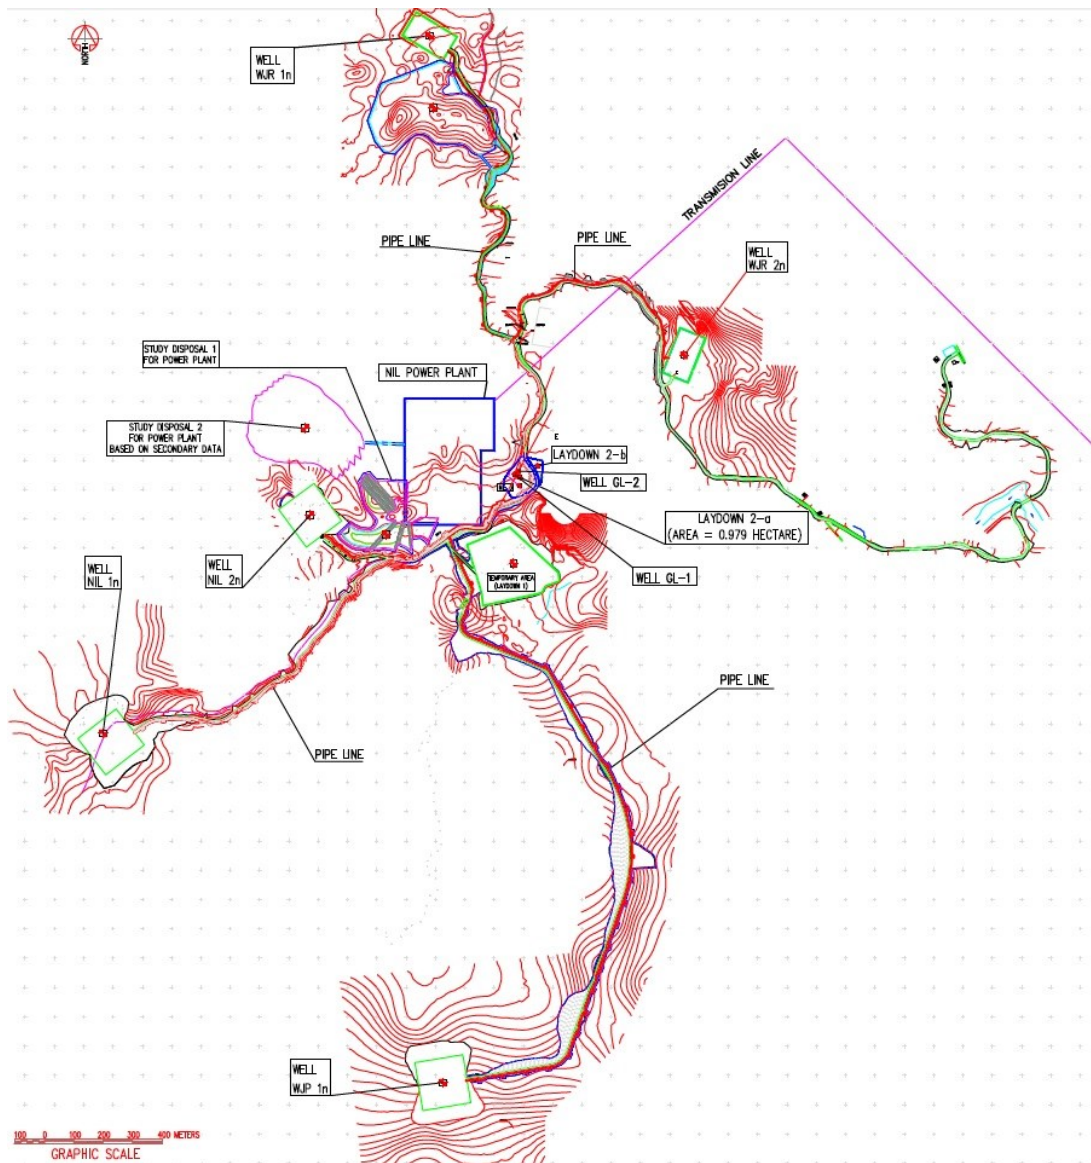 NORTH
WELL
WJR 1n
TRANSMISION LINE
PIPE LINE
PIPE LINE
WELL
WJR 2n
STUDY DISPOSAL 1
FOR POWER PLANT
NIL POWER PLANT
STUDY DISPOSAL 2
FOR POWER PLANT
BASED ON SECONDARY DATA
LAYDOWN 2-b
WELL GL-2
LAYDOWN 2-a
(AREA = 0.979 HECTARE)
WELL
NIL 1n
WELL
NIL 2n
TEMPORARY AREA
(LAYDOWN 1)
WELL GL-1
PIPE LINE
PIPE LINE
WELL
WJP 1n
100 0 100 200 300 400 METERS
GRAPHIC SCALE